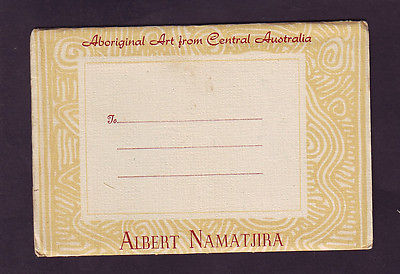 Aboriginal Art from Central Australia
To
ALBERT NAMATJIRA